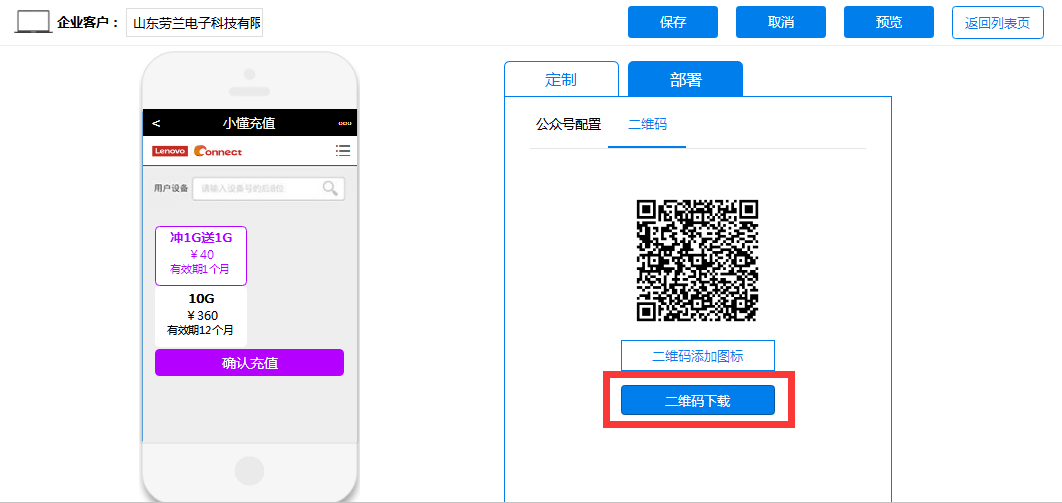 企业客户：
山东劳兰电子科技有限
保存
取消
预览
返回列表页
定制
部署
公众号配置
二维码
<
小懂充值
Lenovo Connect
用户设备
请输入设备号的后8位
冲1G送1G
￥40
有效期1个月
10G
￥360
有效期12个月
确认充值
二维码添加图标
二维码下载